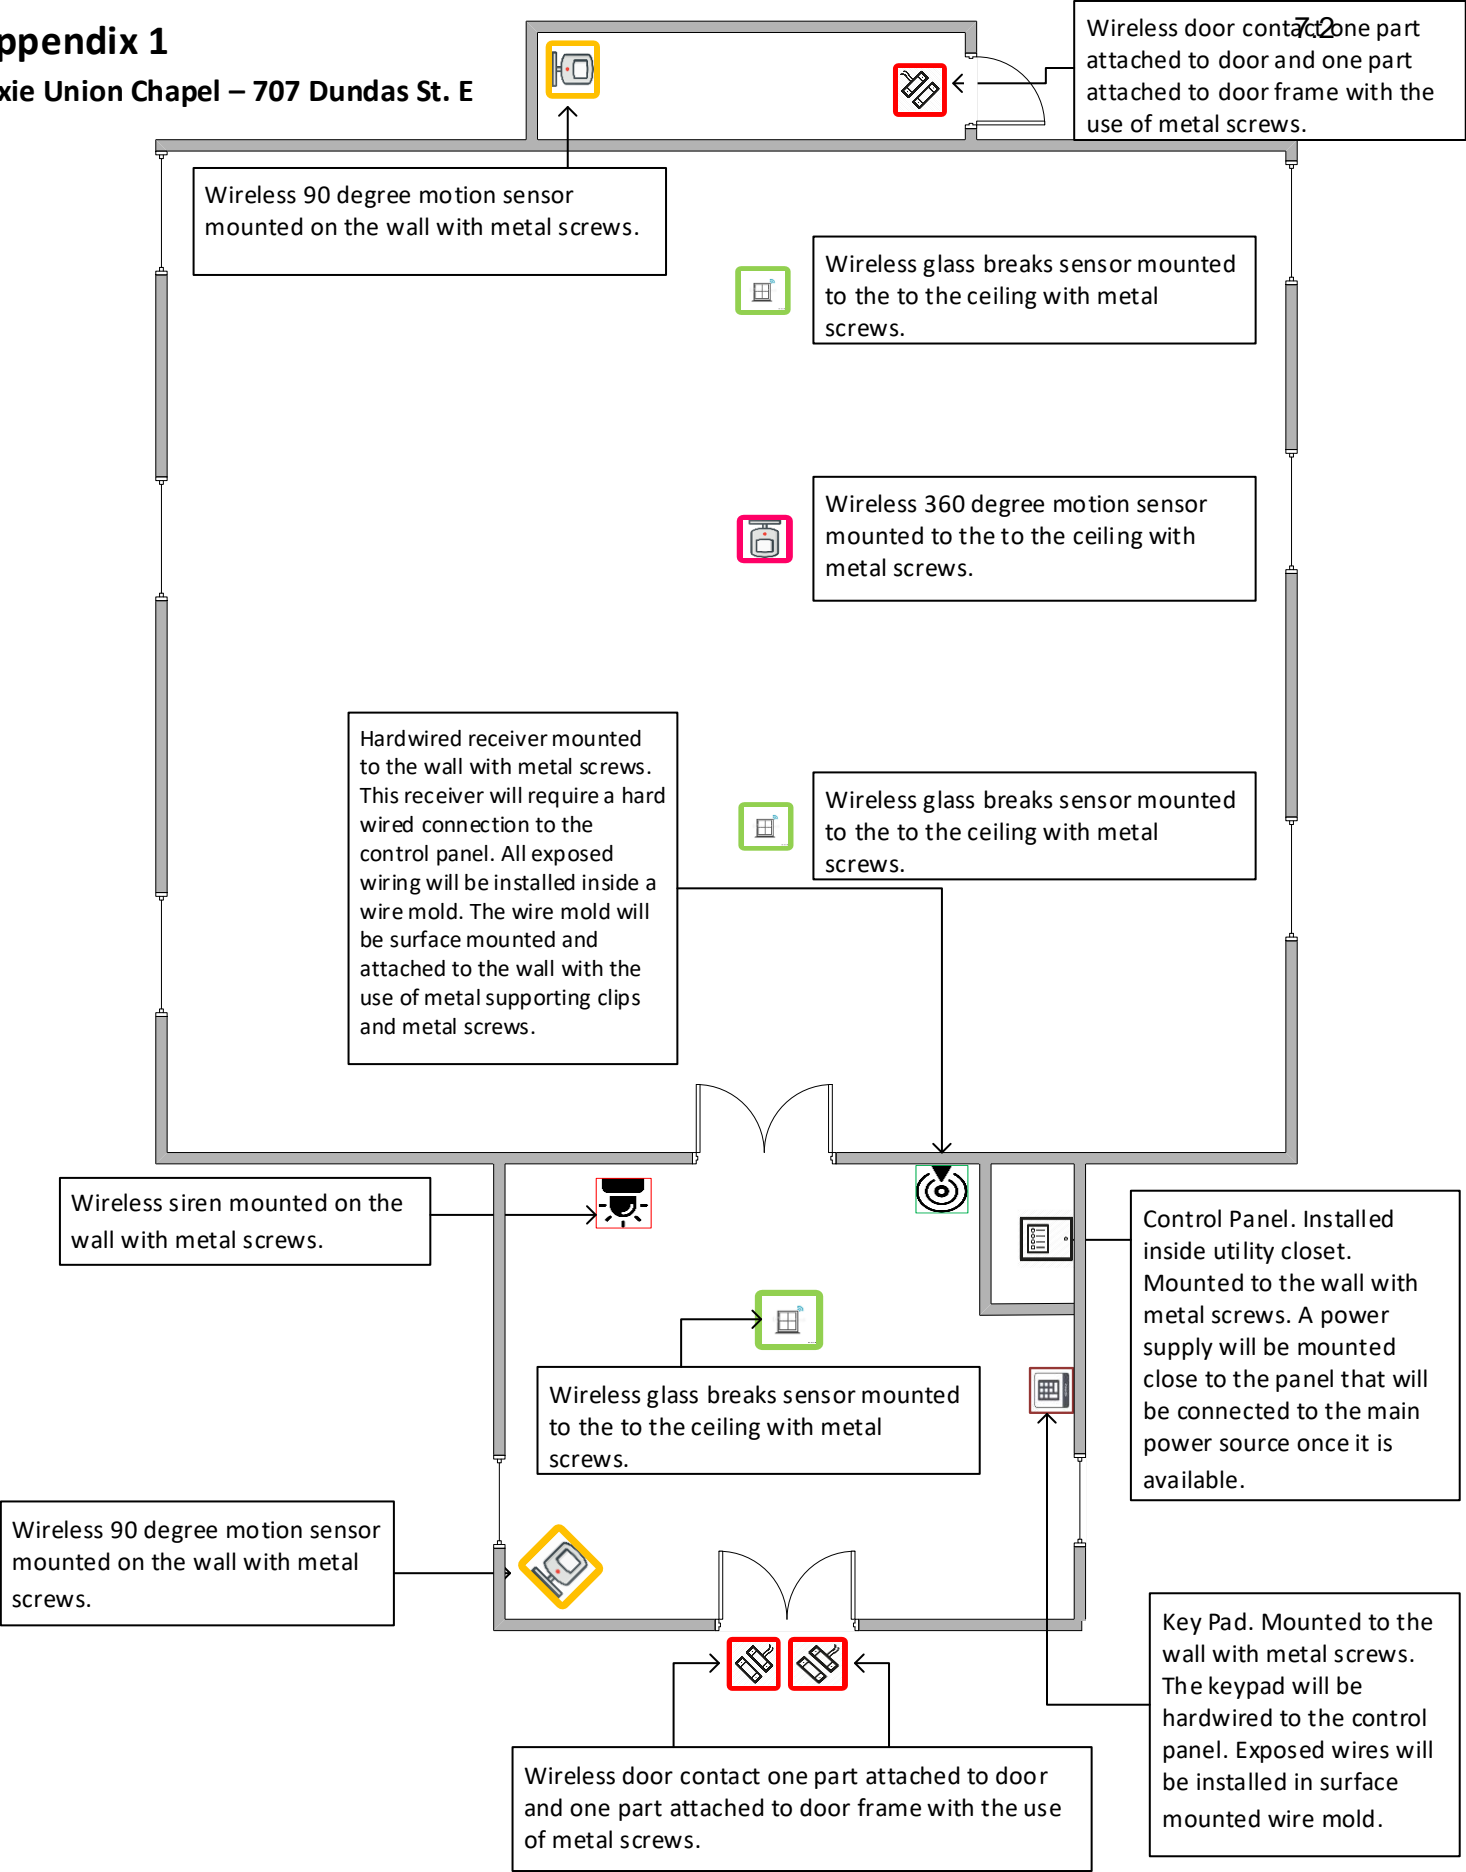 ppendix 1
xie Union Chapel – 707 Dundas St. E
7.2
Wireless door contact one part
attached to door and one part
attached to door frame with the
use of metal screws.
Wireless 90 degree motion sensor
mounted on the wall with metal screws.
Wireless glass breaks sensor mounted
to the to the ceiling with metal
screws.
Wireless 360 degree motion sensor
mounted to the to the ceiling with
metal screws.
Hardwired receiver mounted
to the wall with metal screws.
This receiver will require a hard
wired connection to the
control panel. All exposed
wiring will be installed inside a
wire mold. The wire mold will
be surface mounted and
attached to the wall with the
use of metal supporting clips
and metal screws.
Wireless glass breaks sensor mounted
to the to the ceiling with metal
screws.
Wireless siren mounted on the
wall with metal screws.
Control Panel. Installed
inside utility closet.
Mounted to the wall with
metal screws. A power
supply will be mounted
close to the panel that will
be connected to the main
power source once it is
available.
Wireless glass breaks sensor mounted
to the to the ceiling with metal
screws.
Wireless 90 degree motion sensor
mounted on the wall with metal
screws.
Key Pad. Mounted to the
wall with metal screws.
The keypad will be
hardwired to the control
panel. Exposed wires will
be installed in surface
mounted wire mold.
Wireless door contact one part attached to door
and one part attached to door frame with the use
of metal screws.